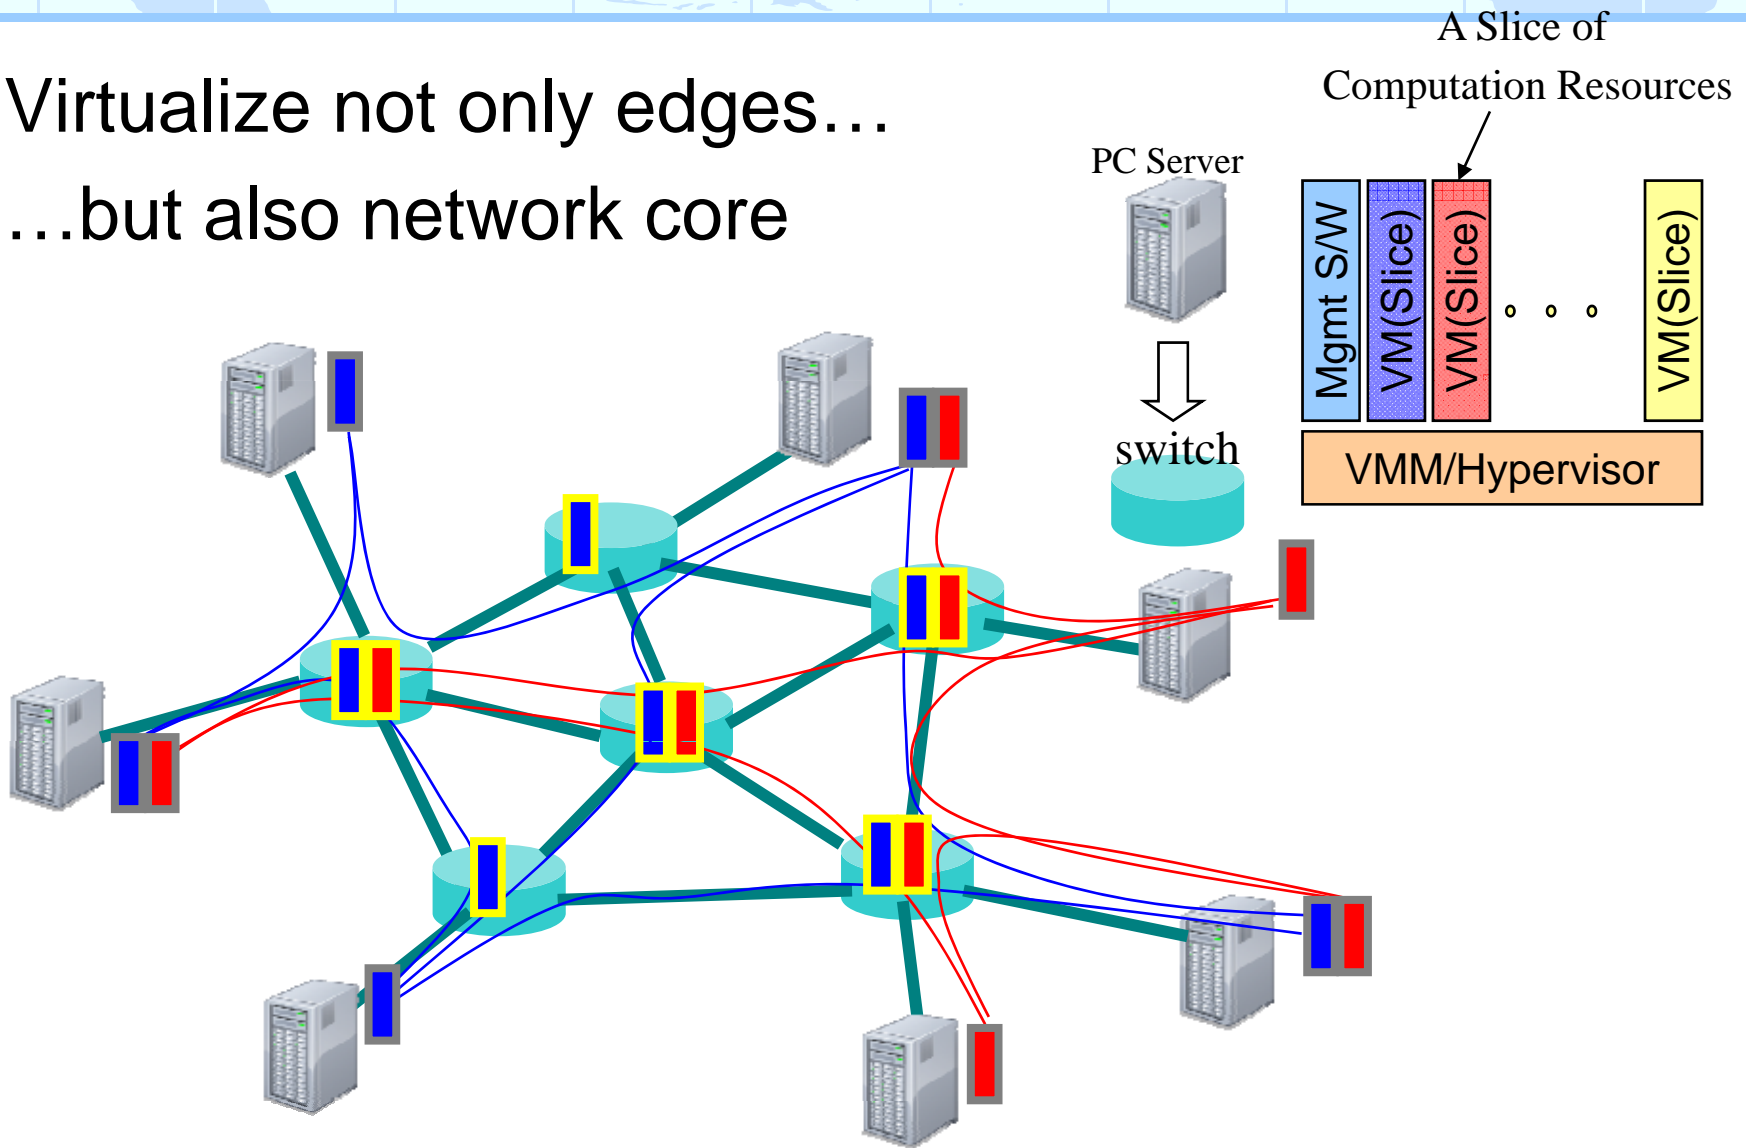 Virtualize not only edges…
…but also network core
A Slice of
Computation Resources
PC Server
switch
Mgmt S/W
VM(Slice)
VM(Slice)
VM(Slice)
VMM/Hypervisor